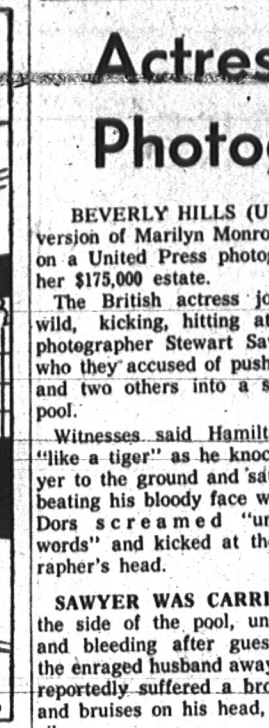 Actres
Photog
BEVERLY HILLS (U
version of Marilyn Monro
on a United Press photog
her $175,000 estate.
The British actress jo
wild, kicking, hitting at
photographer Stewart Sa
who they accused of push
and two others into a s
pool.
Witnesses said Hamilt
"like a tiger" as he knoc
yer to the ground and sa
beating his bloody face w
Dors screamed "un
words" and kicked at the
rapher's head.
SAWYER WAS CARRI
the side of the pool, un
and bleeding after gues
the enraged husband away
reportedly suffered a bro
and bruises on his head,